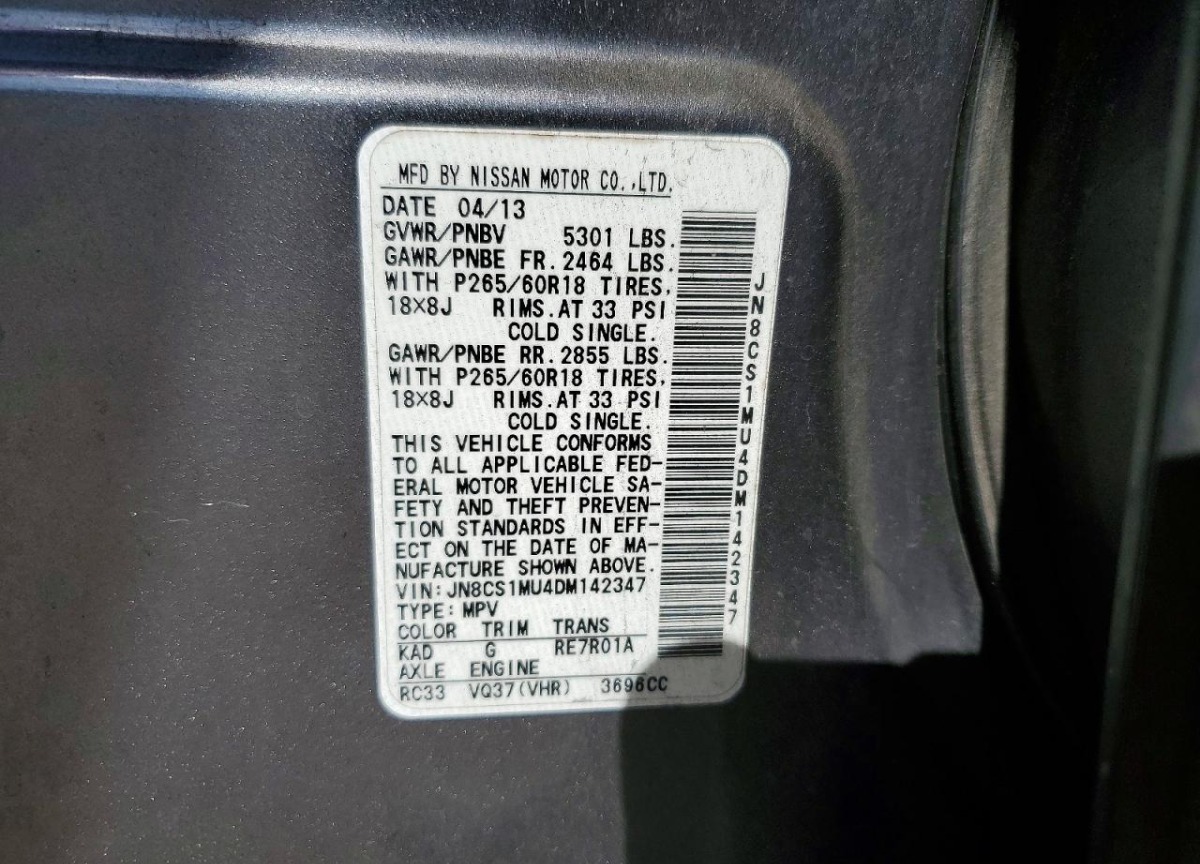 MFD BY NISSAN MOTOR CO.,LTD.
DATE 04/13
GVWR/PNBV 5301 LBS.
GAWR/PNBE FR. 2464 LBS.
WITH P265/60R18 TIRES,
18×8J RIMS. AT 33 PSI
COLD SINGLE.
GAWR/PNBE RR. 2855 LBS.
WITH P265/60R18 TIRES,
18×8J RIMS. AT 33 PSI
COLD SINGLE.
THIS VEHICLE CONFORMS
TO ALL APPLICABLE FED-
ERAL MOTOR VEHICLE SA-
FETY AND THEFT PREVEN-
TION STANDARDS IN EFF-
ECT ON THE DATE OF MA-
NUFACTURE SHOWN ABOVE.
VIN: JN8CS1MU4DM142347
TYPE: MPV
COLOR TRIM TRANS
KAD G RE7R01A
AXLE ENGINE
RC33 VQ37(VHR) 3696CC
JN8CS1MU4DM142347